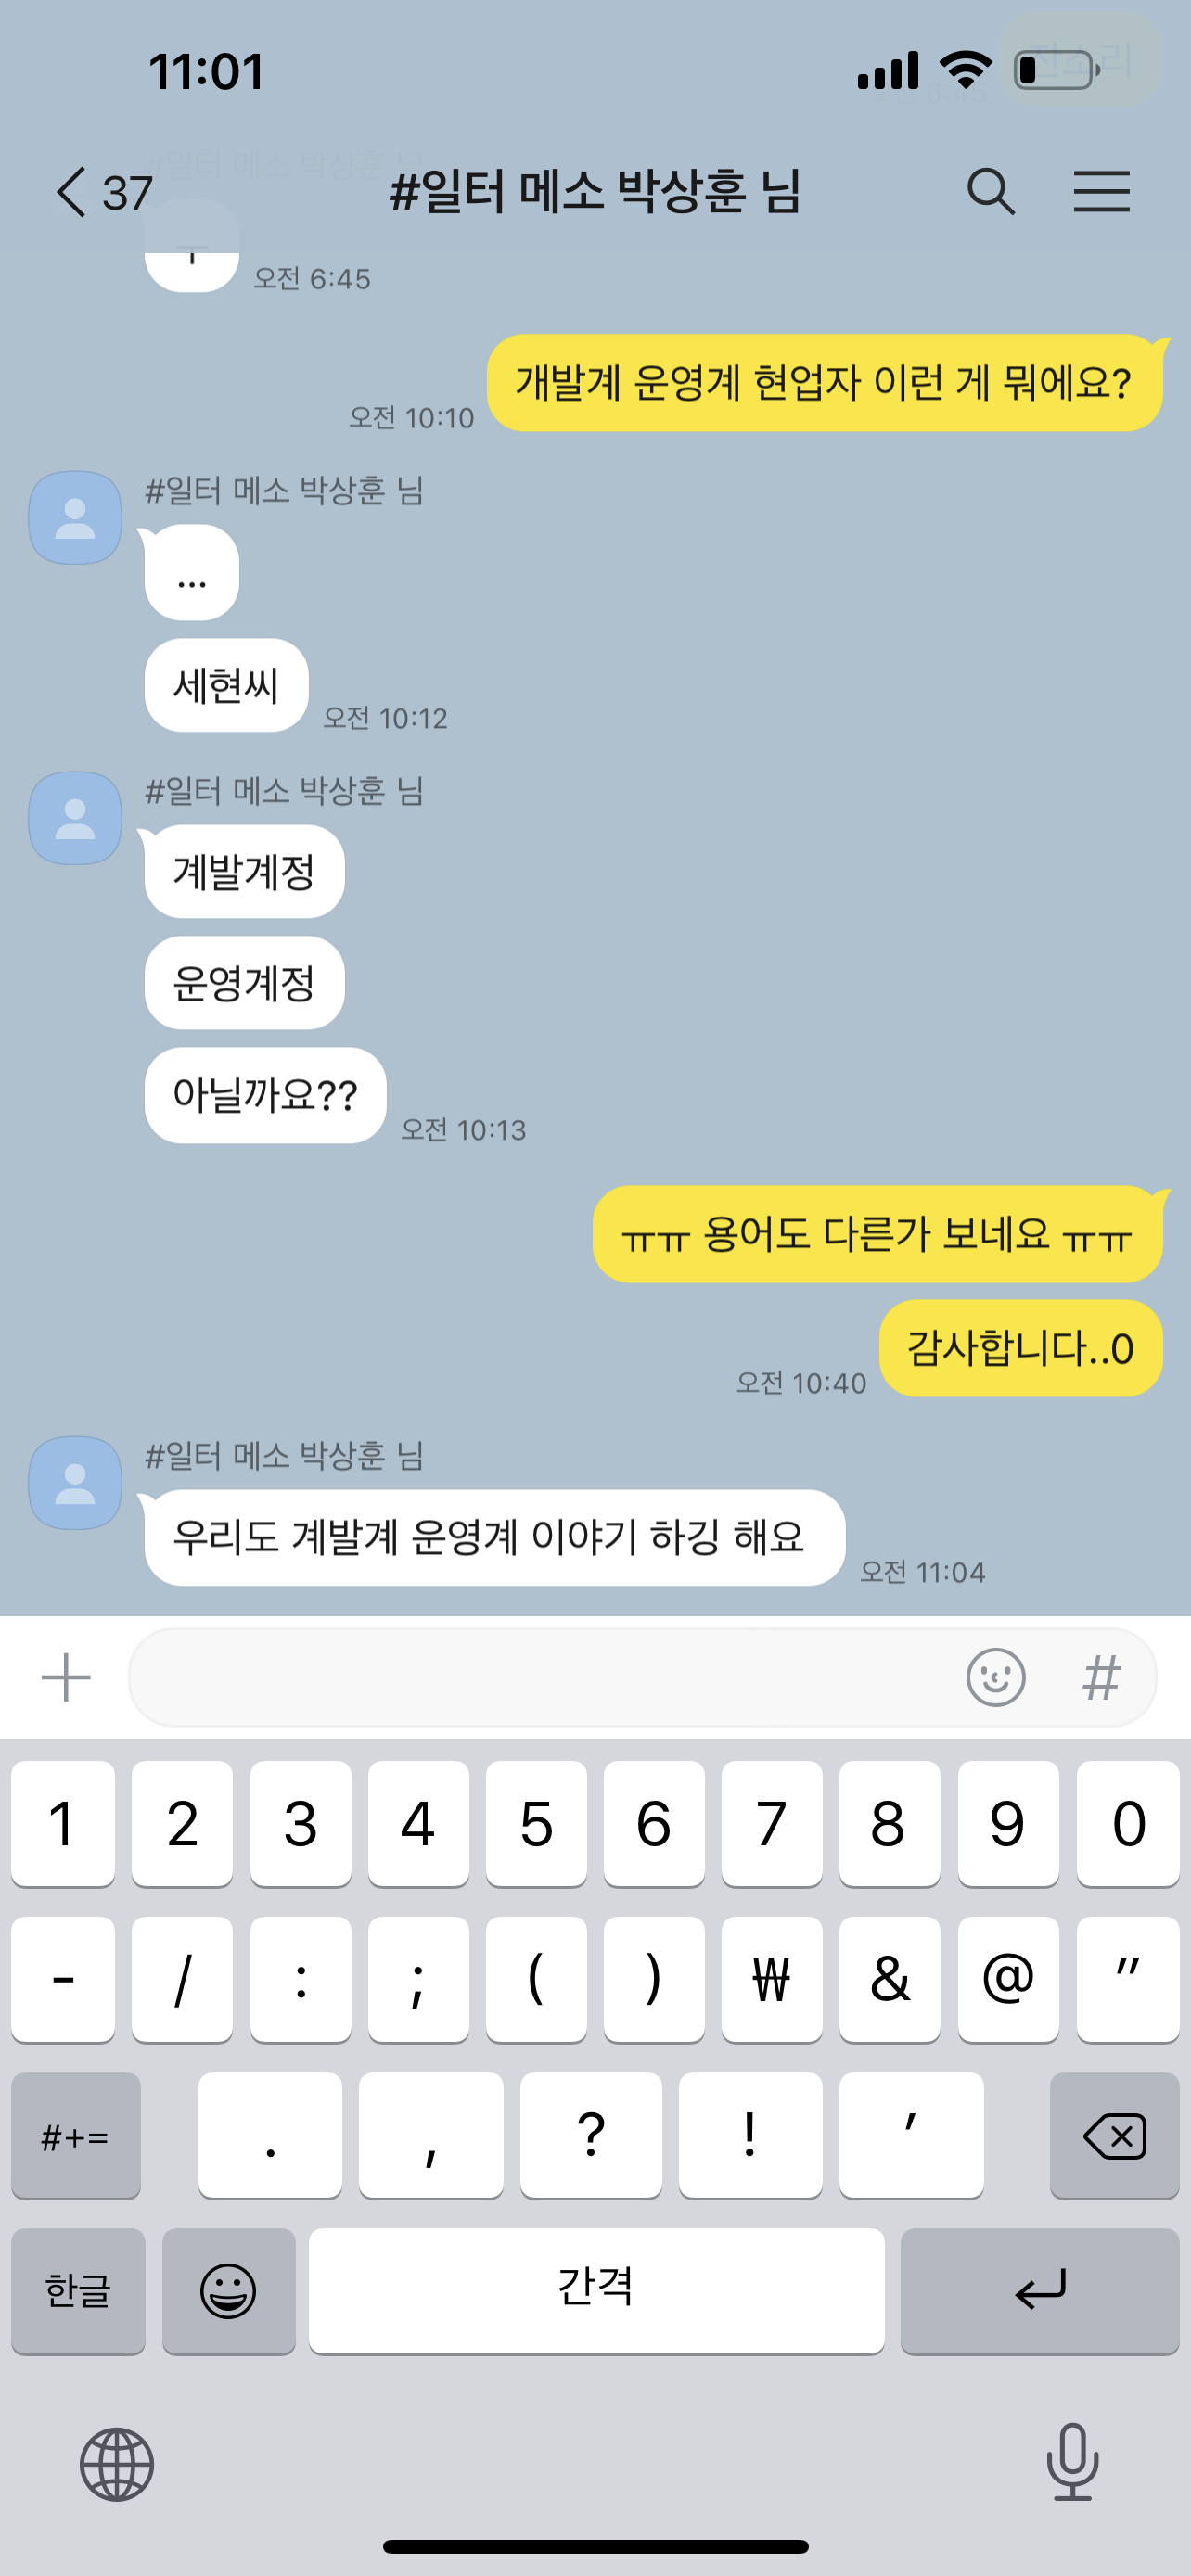 11:01
37
#일터 메소 박상훈 님
ㅜ
오전 6:45
개발계 운영계 현업자 이런 게 뭐에요?
오전 10:10
#일터 메소 박상훈 님
...
세현씨
오전 10:12
#일터 메소 박상훈 님
계발계정
운영계정
아닐까요??
오전 10:13
ㅠㅠ 용어도 다른가 보네요 ㅠㅠ
감사합니다..0
오전 10:40
#일터 메소 박상훈 님
우리도 계발계 운영계 이야기 하깅 해요
오전 11:04
#
1 2 3 4 5 6 7 8 9 0
- / : ; ( ) ₩ & @ "
#+= . , ? ! '
한글 간격